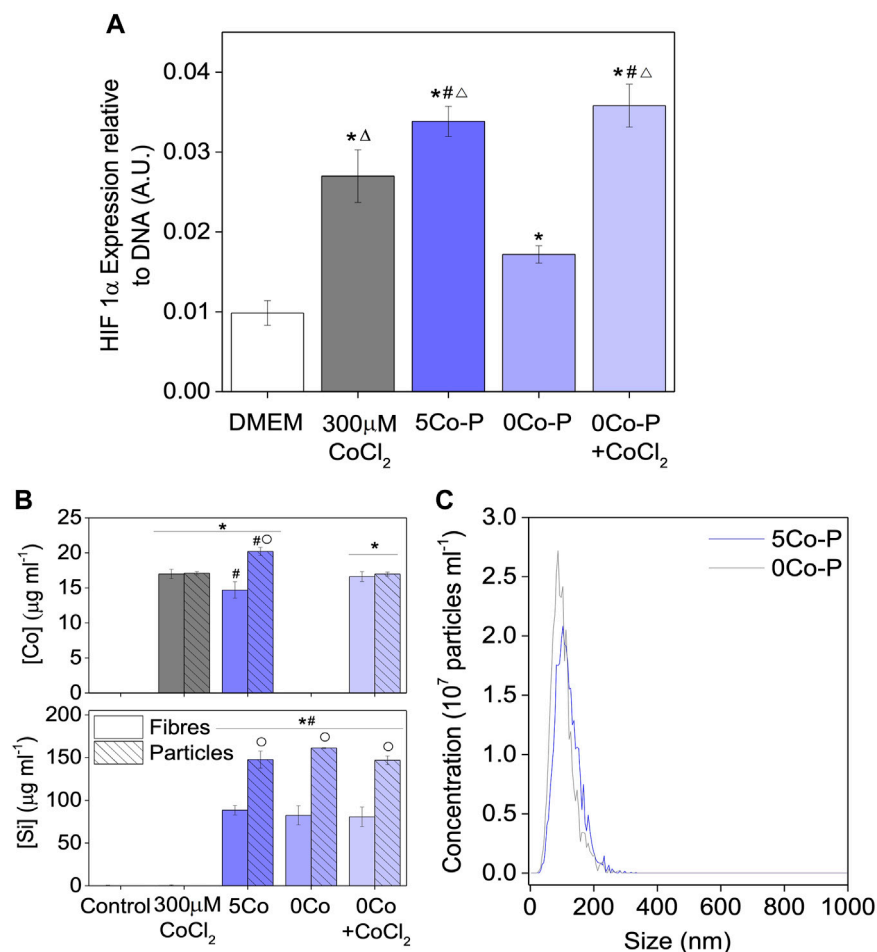 A
HIF 1α Expression relative
to DNA (A.U.)
0.04
0.03
0.02
0.01
0.00
*Δ
*#△
*
*#△
DMEM
300μM
CoCl₂
5Co-P
0Co-P
0Co-P
+CoCl₂
B
[Co] (μg ml⁻¹)
25
20
15
10
5
0
*
#
#○
*
[Si] (μg ml⁻¹)
200
150
100
50
0
Fibres
Particles
*#
○
○
○
Control
300μM
CoCl₂
5Co
0Co
0Co
+CoCl₂
C
Concentration (10⁷ particles ml⁻¹)
3.0
2.5
2.0
1.5
1.0
0.5
0.0
5Co-P
0Co-P
0 200 400 600 800 1000
Size (nm)